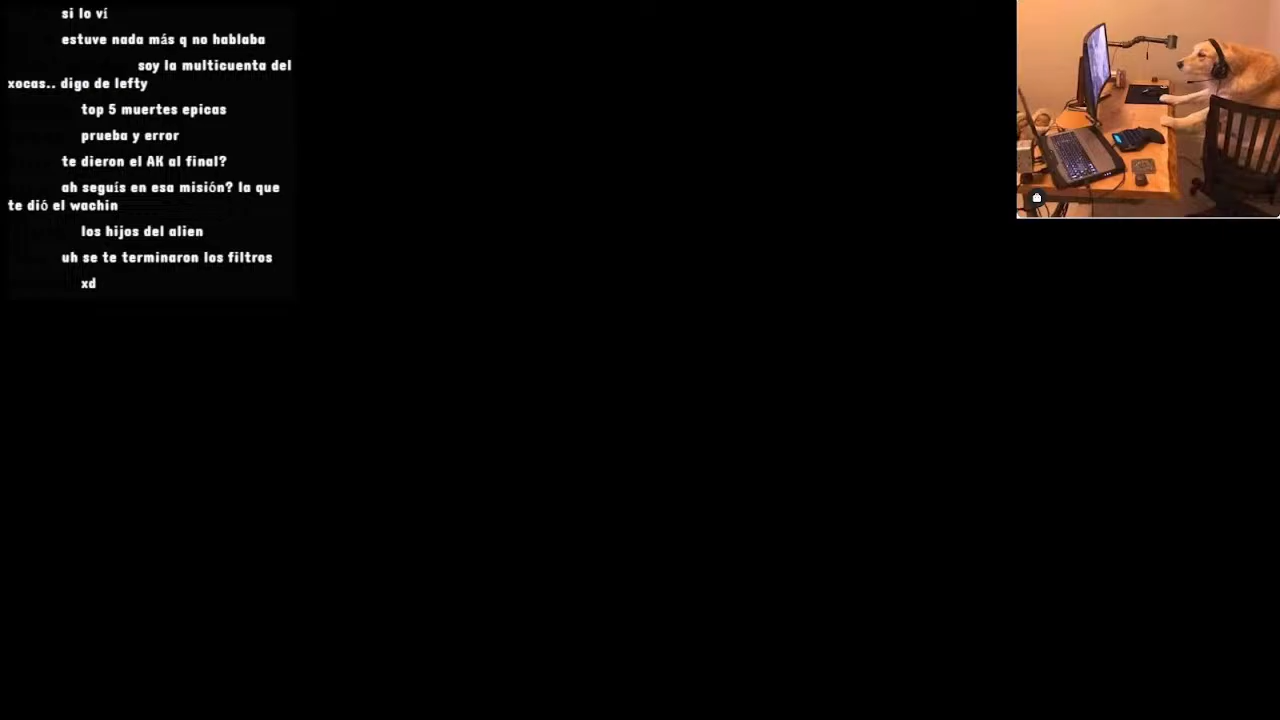 si lo ví
estuve nada más q no hablaba
soy la multicuenta del
xocas.. digo de lefty
top 5 muertes epicas
prueba y error
te dieron el AK al final?
ah seguís en esa misión? la que
te dió el wachin
los hijos del alien
uh se te terminaron los filtros
xd